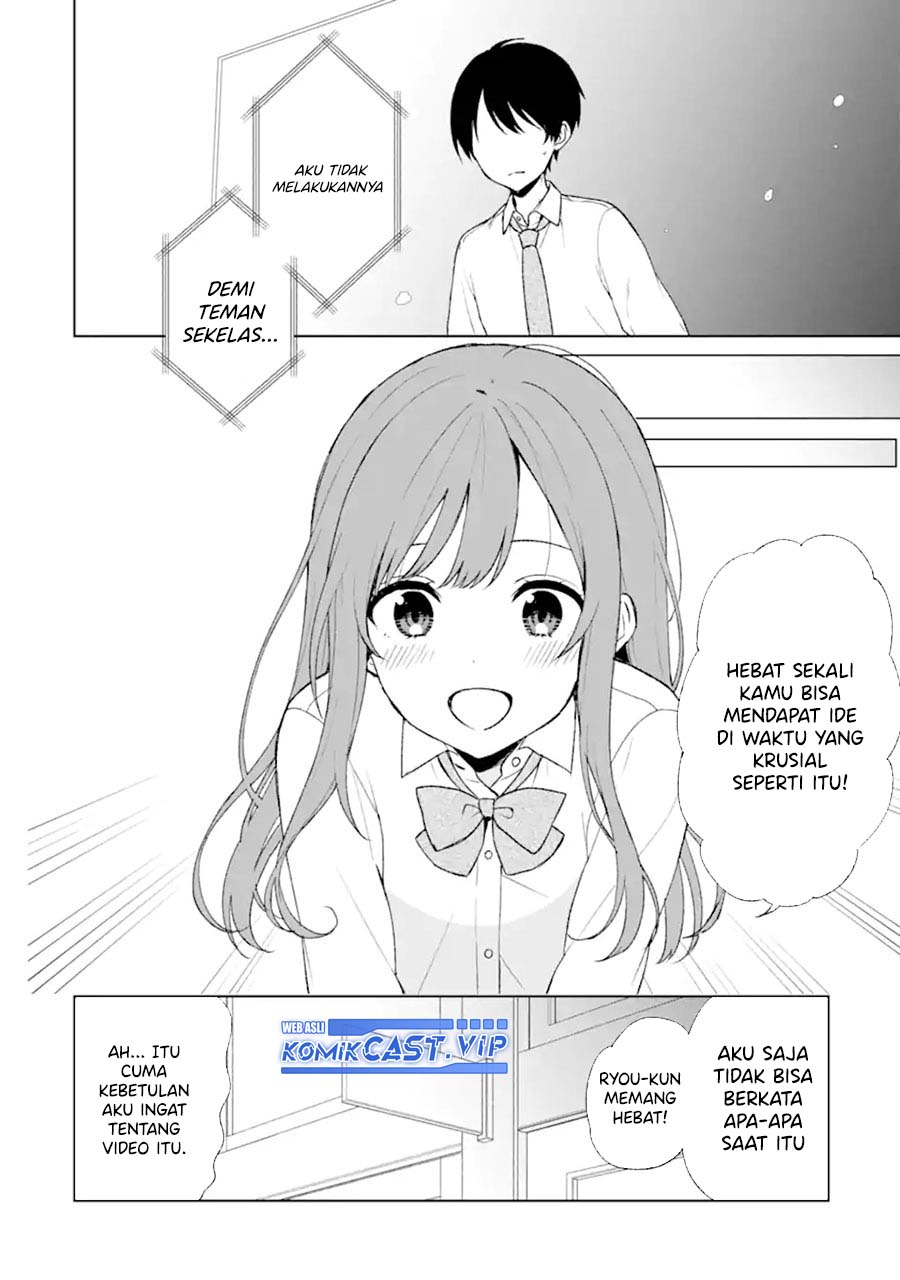 AKU TIDAK
MELAKUKANNYA
DEMI
TEMAN
SEKELAS...
HEBAT SEKALI
KAMU BISA
MENDAPAT IDE
DI WAKTU YANG
KRUSIAL
SEPERTI ITU!
AKU SAJA
TIDAK BISA
BERKATA
APA-APA
SAAT ITU
RYOU-KUN
MEMANG
HEBAT!
AH... ITU
CUMA
KEBETULAN
AKU INGAT
TENTANG
VIDEO ITU.
WEB ASLI
KOMIKCAST.VIP